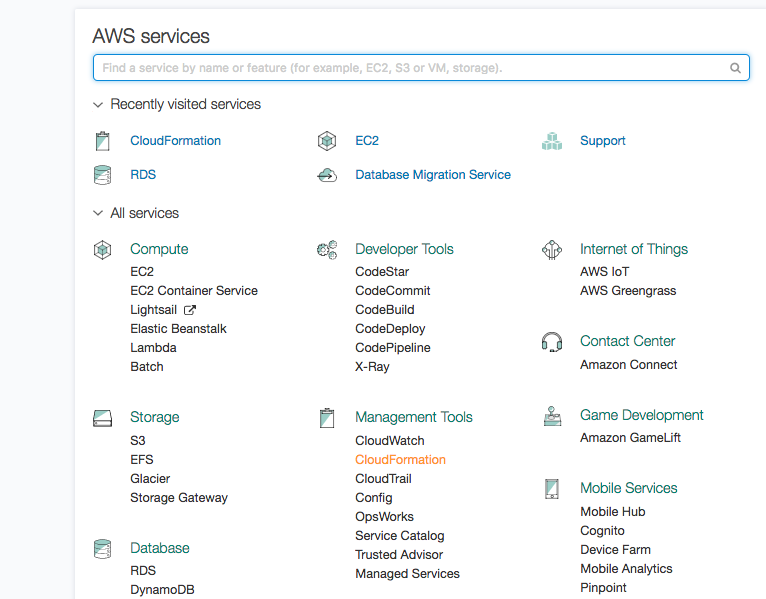 AWS services
Find a service by name or feature (for example, EC2, S3 or VM, storage).
Recently visited services
CloudFormation
EC2
Support
RDS
Database Migration Service
All services
Compute
EC2
EC2 Container Service
Lightsail
Elastic Beanstalk
Lambda
Batch
Storage
S3
EFS
Glacier
Storage Gateway
Database
RDS
DynamoDB
Developer Tools
CodeStar
CodeCommit
CodeBuild
CodeDeploy
CodePipeline
X-Ray
Management Tools
CloudWatch
CloudFormation
CloudTrail
Config
OpsWorks
Service Catalog
Trusted Advisor
Managed Services
Internet of Things
AWS IoT
AWS Greengrass
Contact Center
Amazon Connect
Game Development
Amazon GameLift
Mobile Services
Mobile Hub
Cognito
Device Farm
Mobile Analytics
Pinpoint